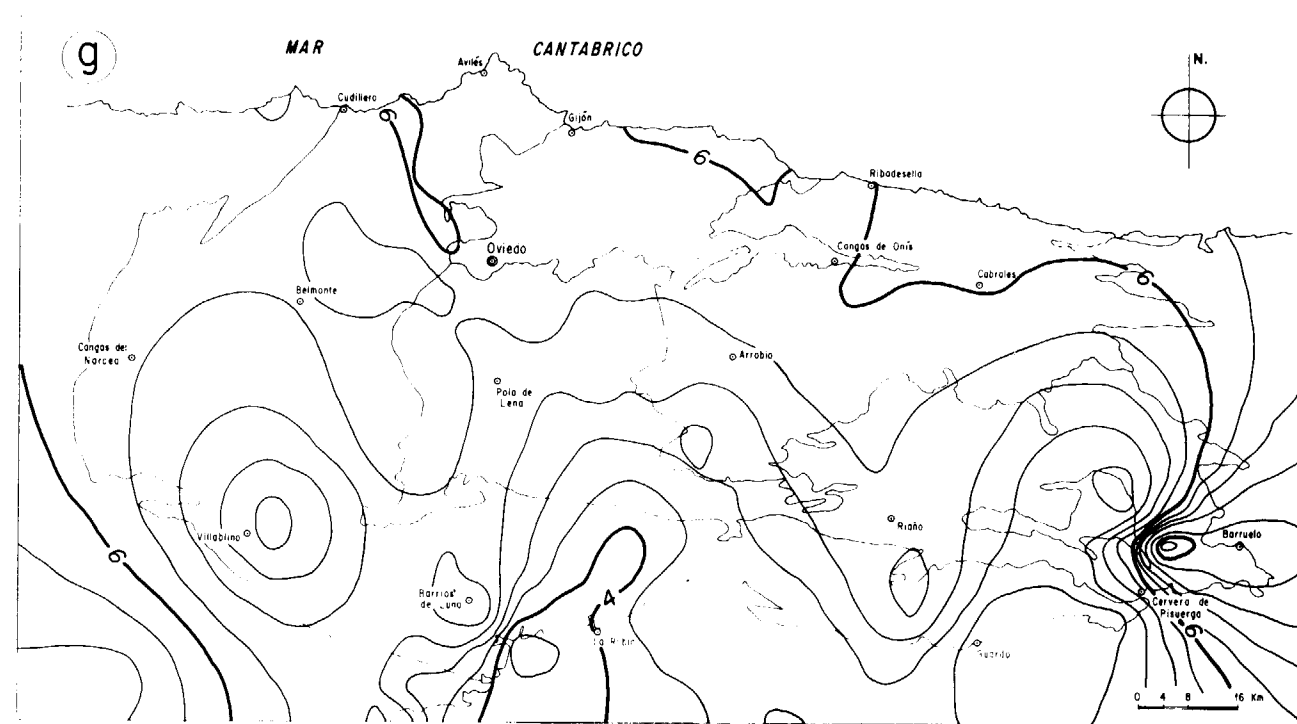 g
MAR CANTABRICO
N.
Avilés
Cudillero
6
Gijón
6
Ribadesella
Oviedo
Cangas de Onís
Cabrales
6
Belmonte
Cangas de
Narcea
Arrobio
Pola de
Lena
Riaño
Villablino
6
Barruelo
Barrios
de Luna
4
Cervera de
Pisuerga
6
Guardo
0 4 8 16 Km